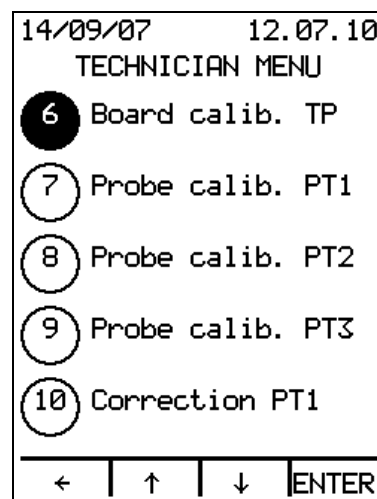 14/09/07 12.07.10
TECHNICIAN MENU
6 Board calib. TP
7 Probe calib. PT1
8 Probe calib. PT2
9 Probe calib. PT3
10 Correction PT1
← ↑ ↓ ENTER